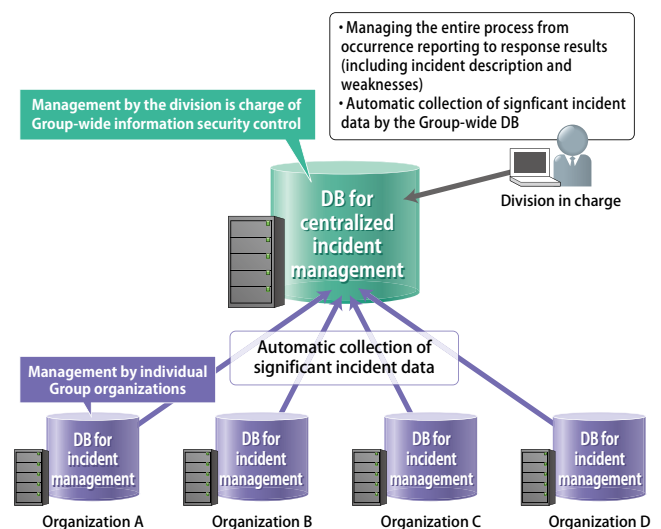 • Managing the entire process from
occurrence reporting to response results
(including incident description and
weaknesses)
• Automatic collection of signficant incident
data by the Group-wide DB
Management by the division is charge of
Group-wide information security control
Division in charge
DB for
centralized
incident
management
Automatic collection of
significant incident data
Management by individual
Group organizations
DB for
incident
management
DB for
incident
management
DB for
incident
management
DB for
incident
management
Organization A
Organization B
Organization C
Organization D